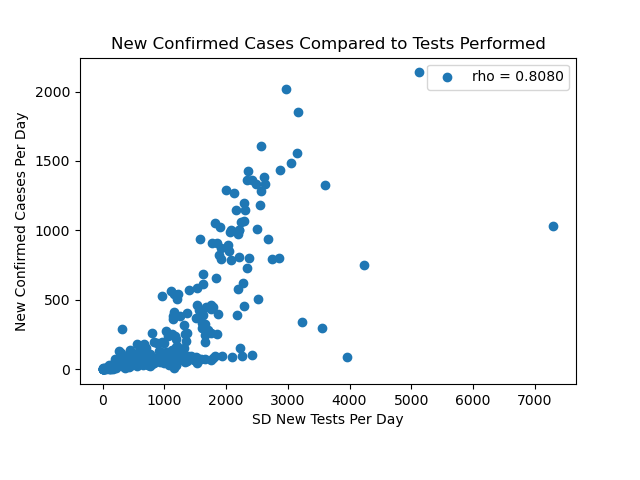 New Confirmed Cases Compared to Tests Performed
rho = 0.8080
New Confirmed Caeses Per Day
2000
1500
1000
500
0
0 1000 2000 3000 4000 5000 6000 7000
SD New Tests Per Day